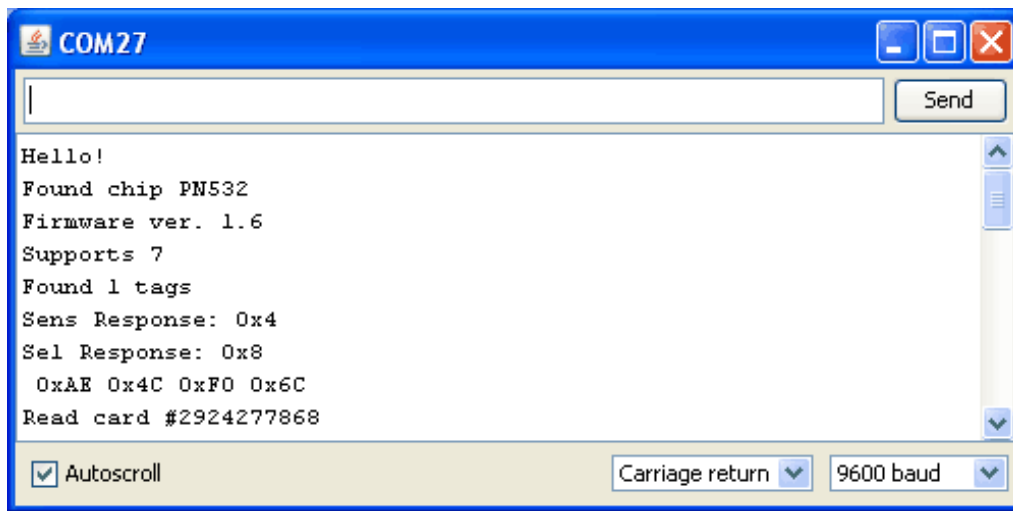 COM27
Send
Hello!
Found chip PN532
Firmware ver. 1.6
Supports 7
Found 1 tags
Sens Response: 0x4
Sel Response: 0x8
0xAE 0x4C 0xF0 0x6C
Read card #2924277868
Autoscroll
Carriage return
9600 baud